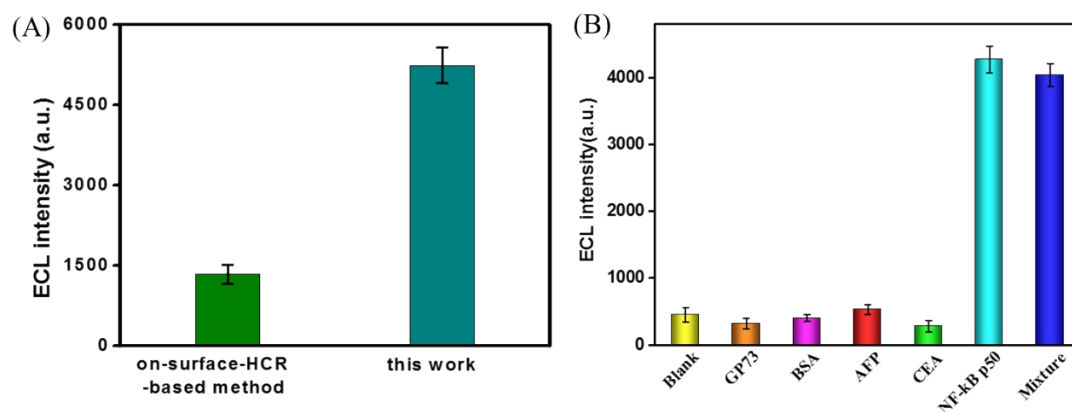 (A)
ECL intensity (a.u.)
6000
4500
3000
1500
0
on-surface-HCR
-based method
this work
(B)
ECL intensity(a.u.)
4000
3000
2000
1000
0
Blank
GP73
BSA
AFP
CEA
NF-kB p50
Mixture